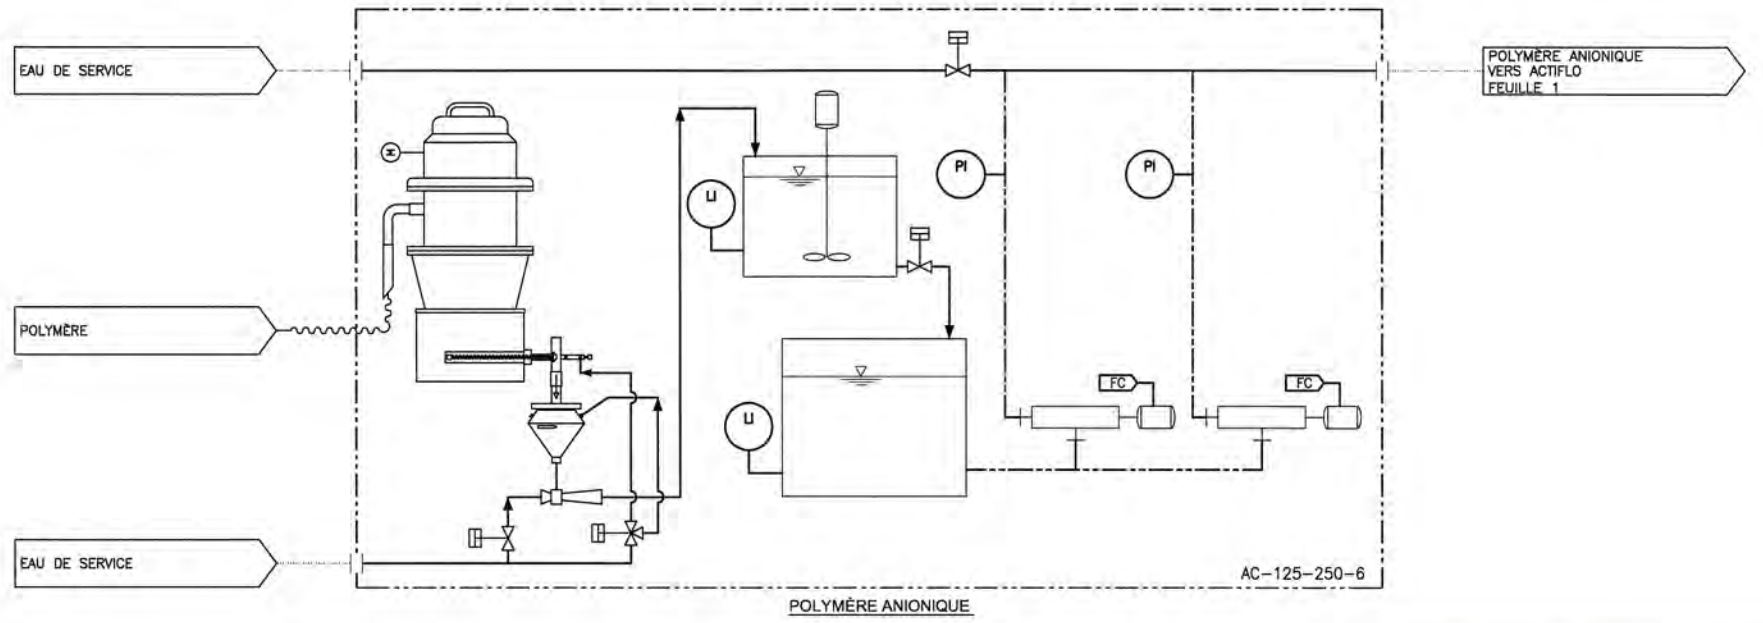 EAU DE SERVICE
POLYMÈRE ANIONIQUE
VERS ACTIFLO
FEUILLE 1
M
PI
PI
LI
POLYMÈRE
FC
FC
LI
EAU DE SERVICE
AC-125-250-6
POLYMÈRE ANIONIQUE